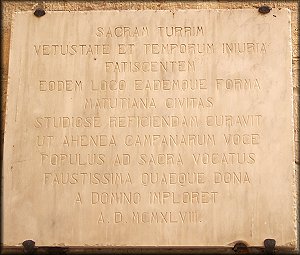 SACRAM TURRIM
VETUSTATE ET TEMPORUM INIURIA
FATISCENTEM
EODEM LOCO EADEMQUE FORMA
MATUTIANA CIVITAS
STUDIOSE REFICIENDAM CURAVIT
UT AHENEA CAMPANARUM VOCE
POPULUS AD SACRA VOCATUS
FAUSTISSIMA QUAEQUE DONA
A DOMINO IMPLORET
A. D. MCMXLVIII.